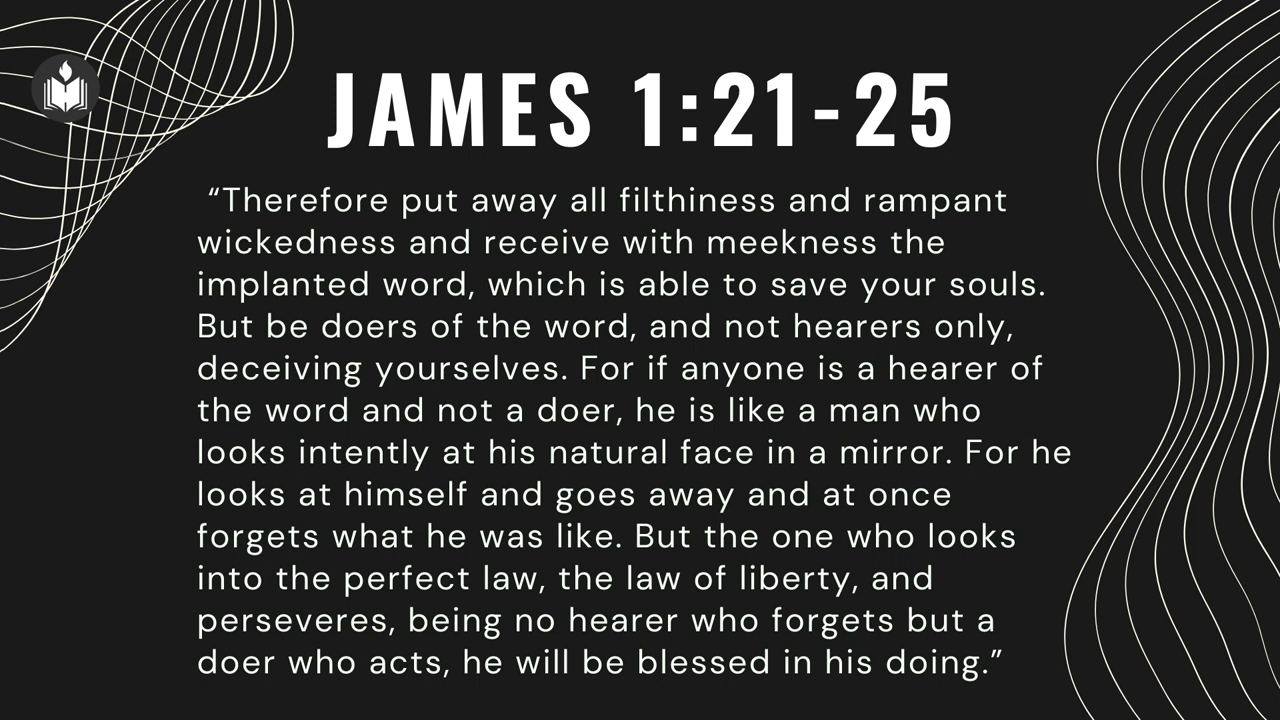 JAMES 1:21-25
“Therefore put away all filthiness and rampant
wickedness and receive with meekness the
implanted word, which is able to save your souls.
But be doers of the word, and not hearers only,
deceiving yourselves. For if anyone is a hearer of
the word and not a doer, he is like a man who
looks intently at his natural face in a mirror. For he
looks at himself and goes away and at once
forgets what he was like. But the one who looks
into the perfect law, the law of liberty, and
perseveres, being no hearer who forgets but a
doer who acts, he will be blessed in his doing.”